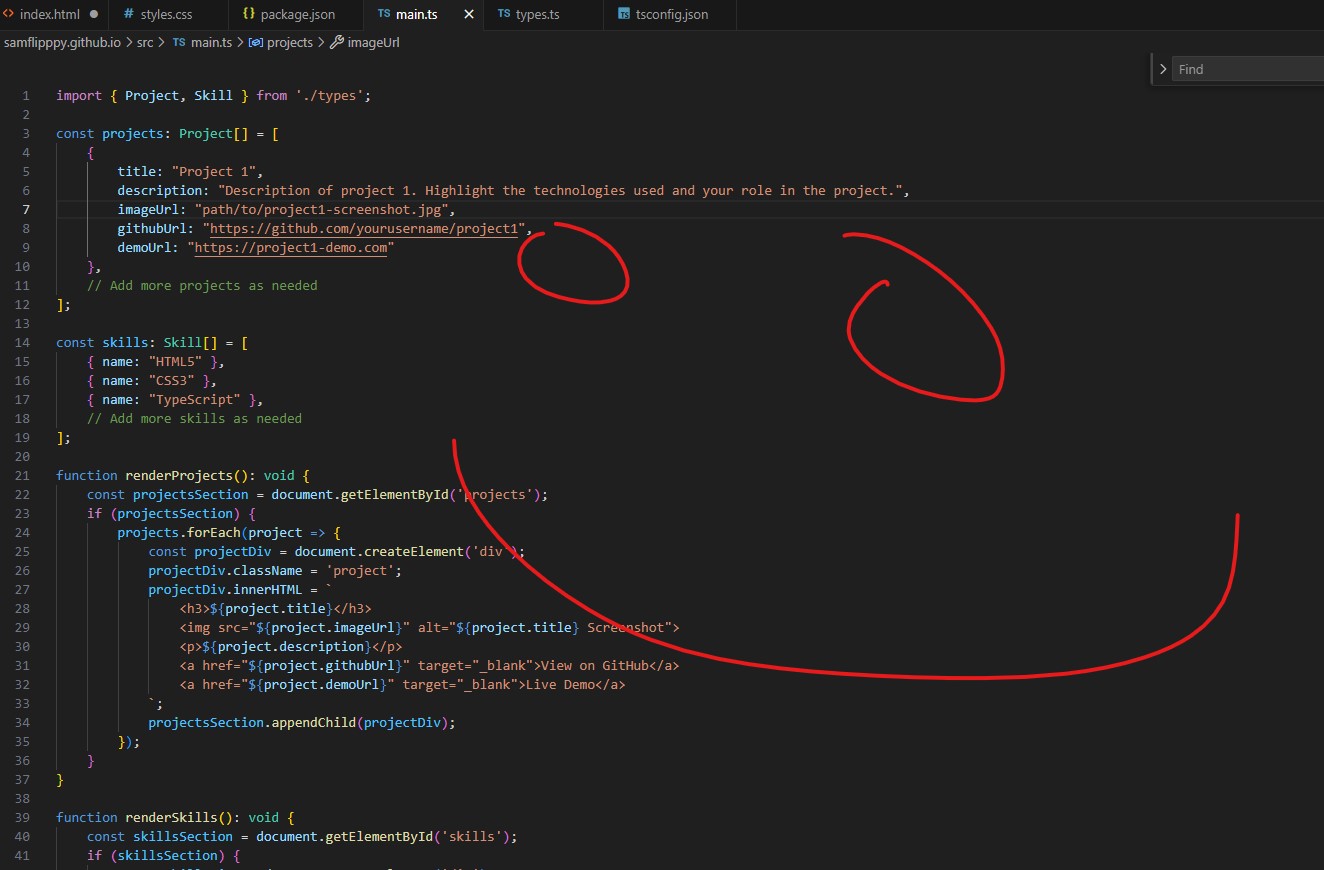 index.html styles.css package.json TS main.ts TS types.ts TS tsconfig.json
samflipppy.github.io > src > TS main.ts > projects > imageUrl
Find
1 import { Project, Skill } from './types';
2
3 const projects: Project[] = [
4 {
5 title: "Project 1",
6 description: "Description of project 1. Highlight the technologies used and your role in the project.",
7 imageUrl: "path/to/project1-screenshot.jpg",
8 githubUrl: "https://github.com/yourusername/project1",
9 demoUrl: "https://project1-demo.com"
10 },
11 // Add more projects as needed
12 ];
13
14 const skills: Skill[] = [
15 { name: "HTML5" },
16 { name: "CSS3" },
17 { name: "TypeScript" },
18 // Add more skills as needed
19 ];
20
21 function renderProjects(): void {
22 const projectsSection = document.getElementById('projects');
23 if (projectsSection) {
24 projects.forEach(project => {
25 const projectDiv = document.createElement('div');
26 projectDiv.className = 'project';
27 projectDiv.innerHTML = `
28 <h3>${project.title}</h3>
29 <img src="${project.imageUrl}" alt="${project.title} Screenshot">
30 <p>${project.description}</p>
31 <a href="${project.githubUrl}" target="_blank">View on GitHub</a>
32 <a href="${project.demoUrl}" target="_blank">Live Demo</a>
33 `;
34 projectsSection.appendChild(projectDiv);
35 });
36 }
37 }
38
39 function renderSkills(): void {
40 const skillsSection = document.getElementById('skills');
41 if (skillsSection) {